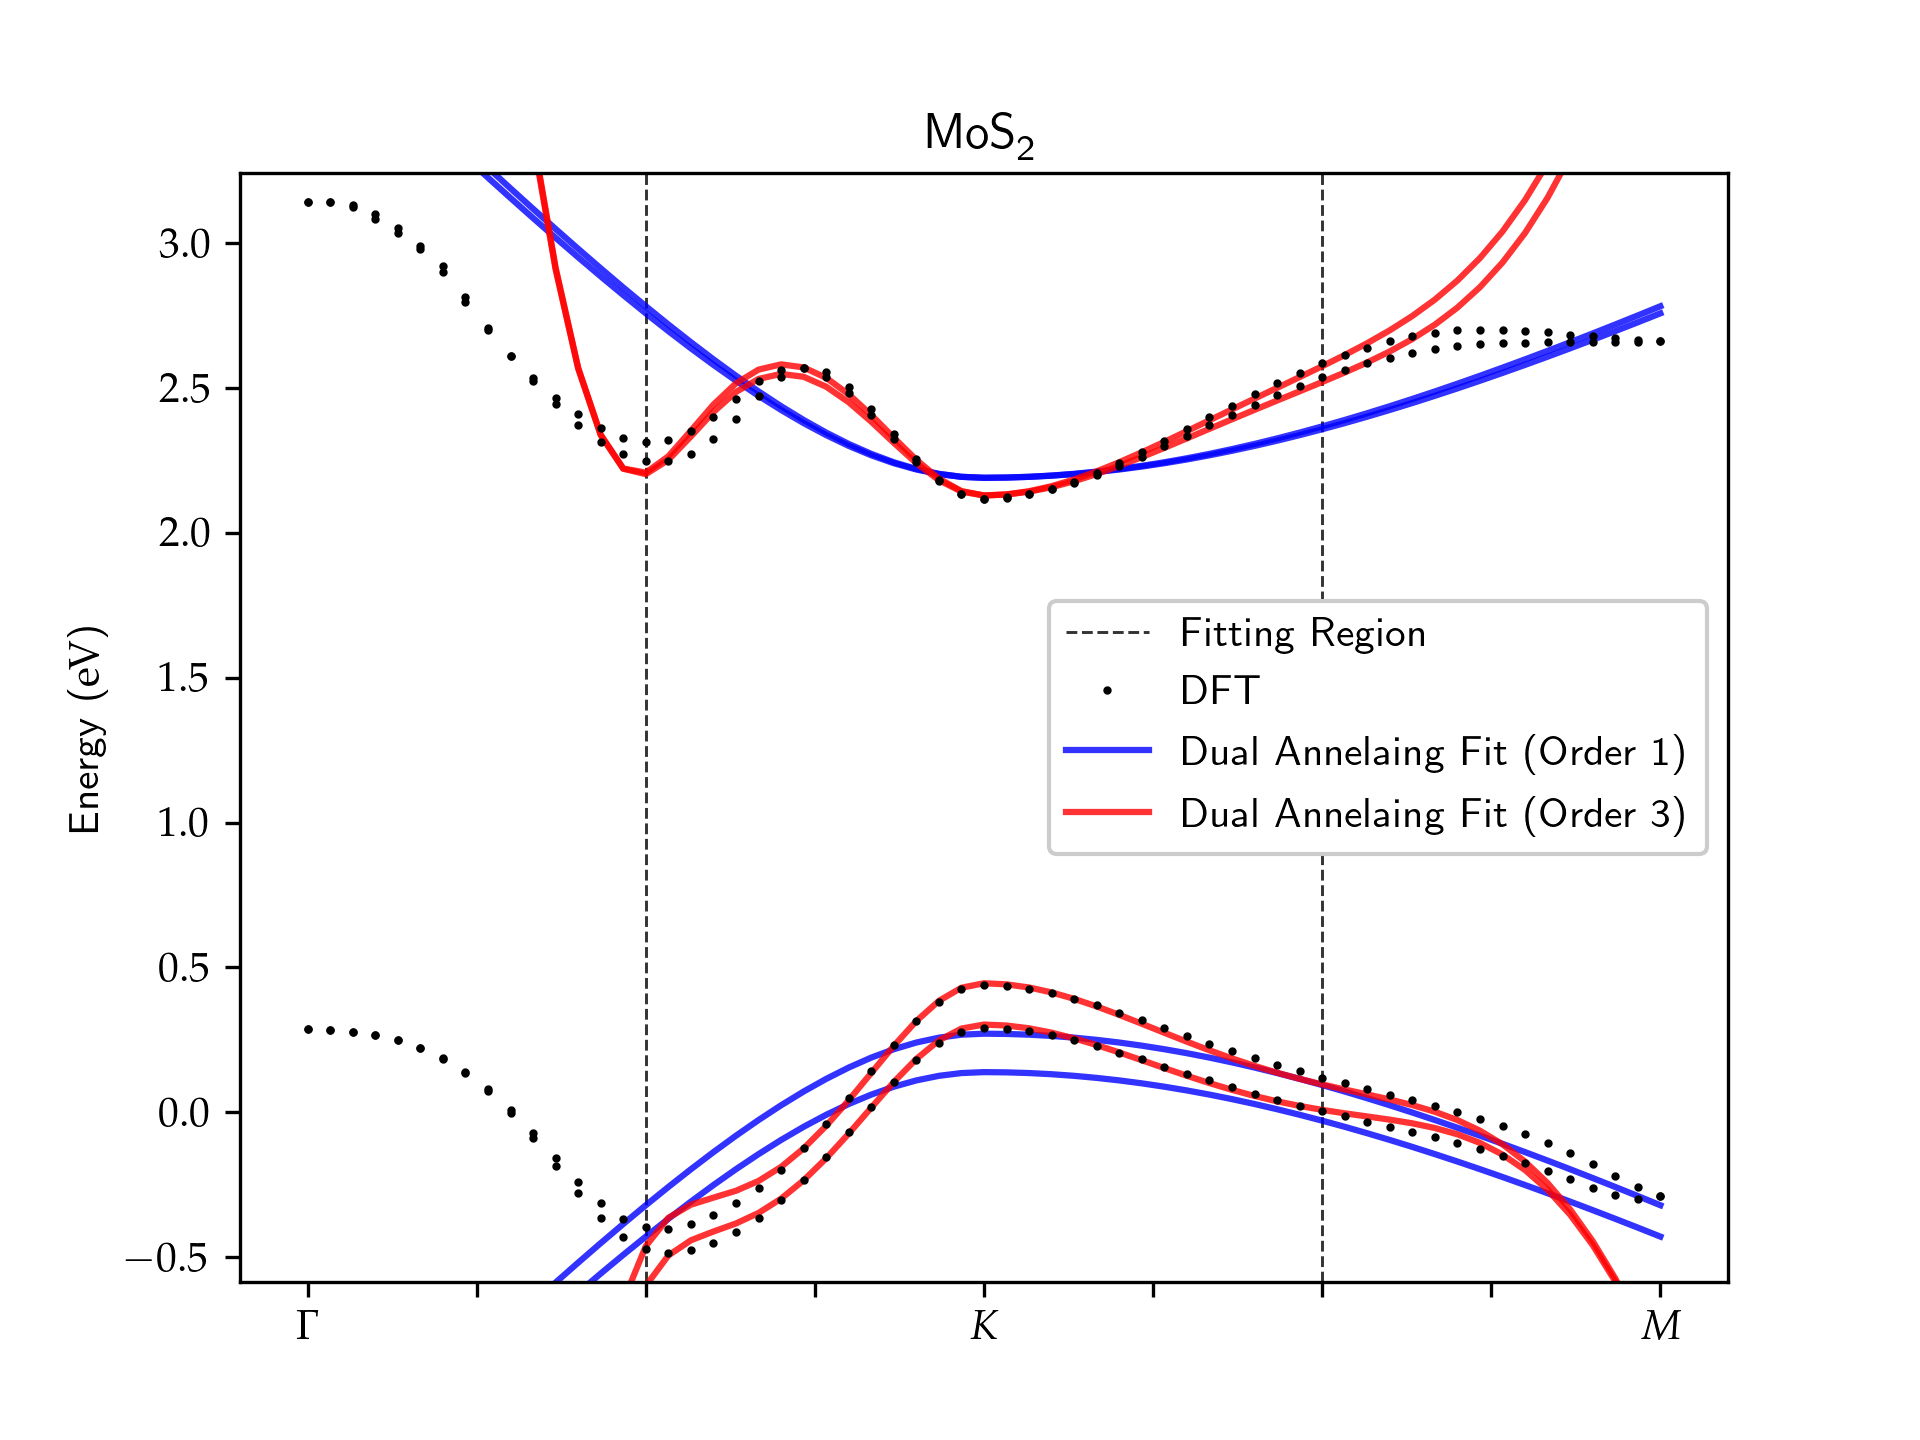 MoS₂
Energy (eV)
3.0
2.5
2.0
1.5
1.0
0.5
0.0
−0.5
Fitting Region
DFT
Dual Annelaing Fit (Order 1)
Dual Annelaing Fit (Order 3)
Γ K M